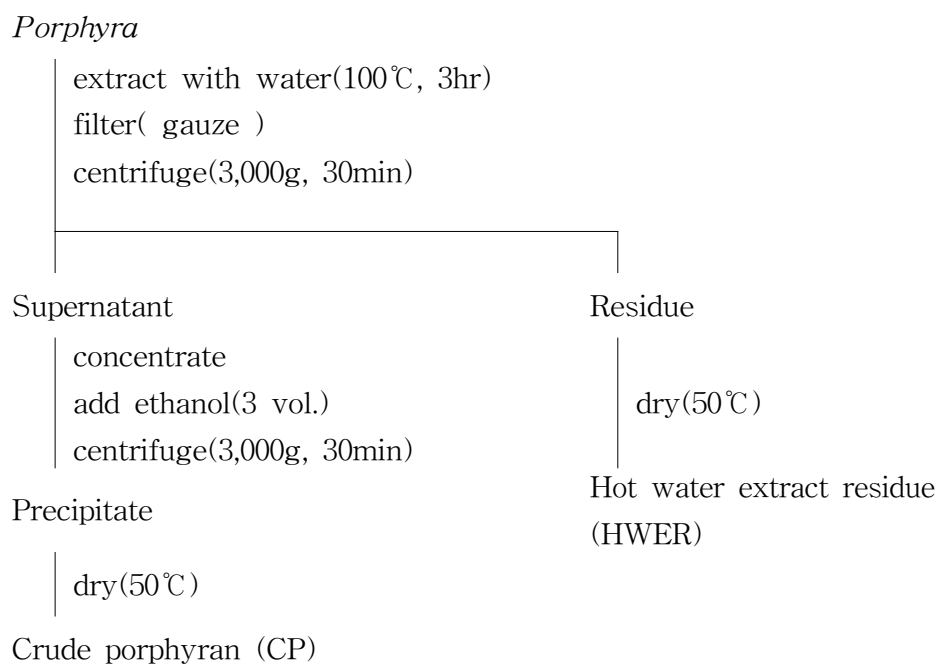 Porphyra
extract with water(100℃, 3hr)
filter( gauze )
centrifuge(3,000g, 30min)
Supernatant
concentrate
add ethanol(3 vol.)
centrifuge(3,000g, 30min)
Precipitate
dry(50℃)
Crude porphyran (CP)
Residue
dry(50℃)
Hot water extract residue
(HWER)